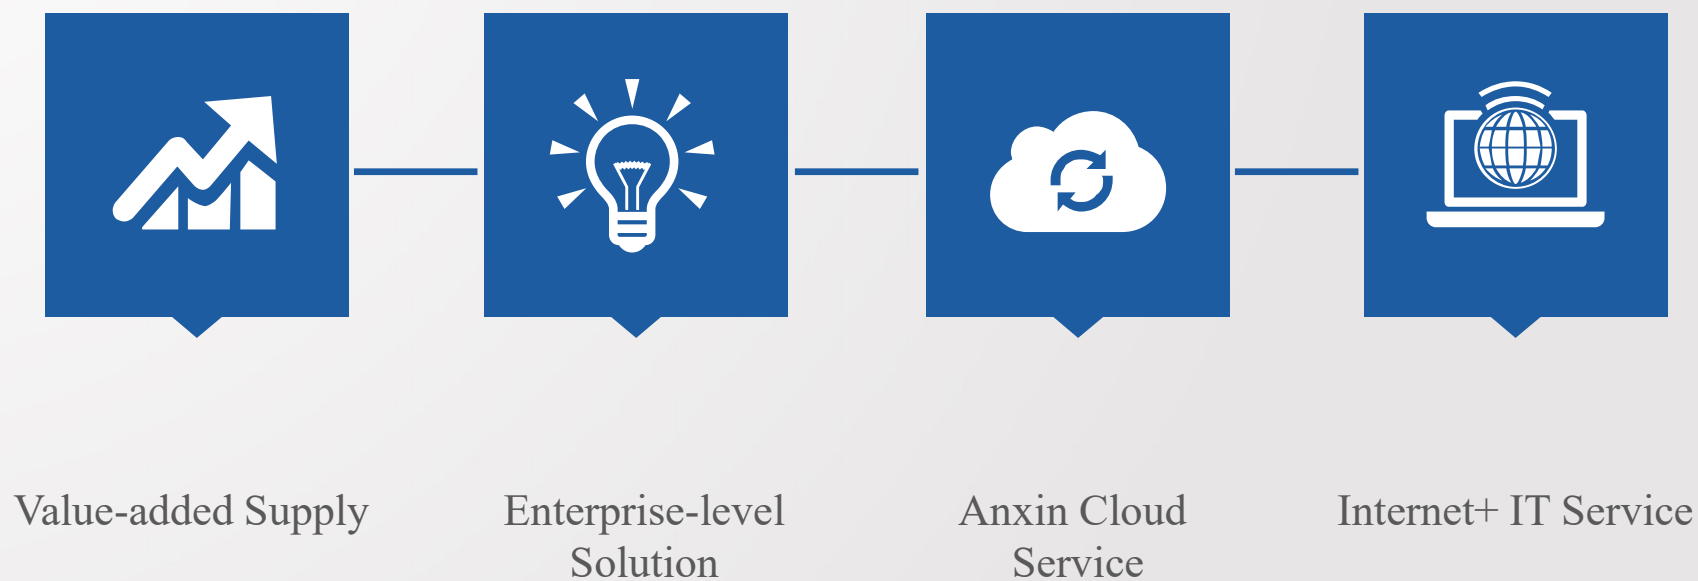 Value-added Supply
Enterprise-level
Solution
Anxin Cloud
Service
Internet+ IT Service